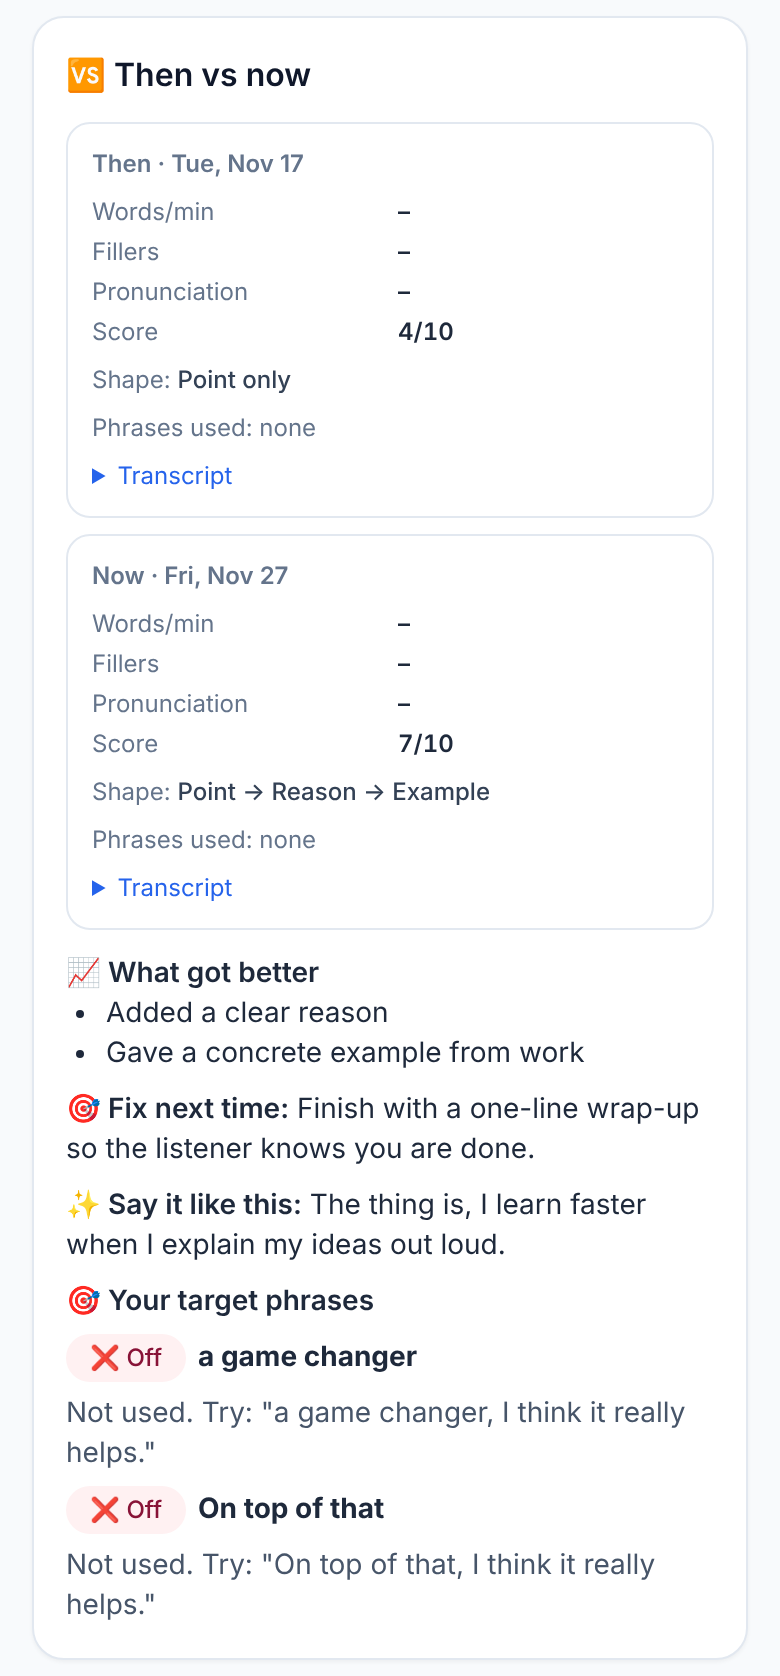 🆚 Then vs now
Then · Tue, Nov 17
Words/min –
Fillers –
Pronunciation –
Score 4/10
Shape: Point only
Phrases used: none
▶ Transcript
Now · Fri, Nov 27
Words/min –
Fillers –
Pronunciation –
Score 7/10
Shape: Point → Reason → Example
Phrases used: none
▶ Transcript
📈 What got better
• Added a clear reason
• Gave a concrete example from work
🎯 Fix next time: Finish with a one-line wrap-up
so the listener knows you are done.
✨ Say it like this: The thing is, I learn faster
when I explain my ideas out loud.
🎯 Your target phrases
❌ Off a game changer
Not used. Try: "a game changer, I think it really
helps."
❌ Off On top of that
Not used. Try: "On top of that, I think it really
helps."